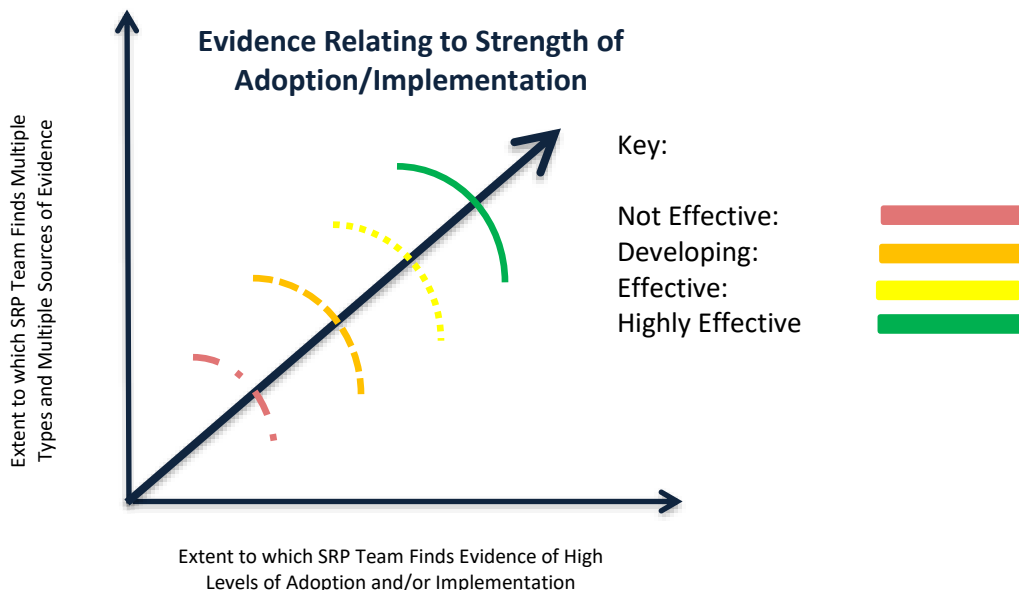 Evidence Relating to Strength of
Adoption/Implementation
Extent to which SRP Team Finds Multiple
Types and Multiple Sources of Evidence
Key:
Not Effective:
Developing:
Effective:
Highly Effective
Extent to which SRP Team Finds Evidence of High
Levels of Adoption and/or Implementation